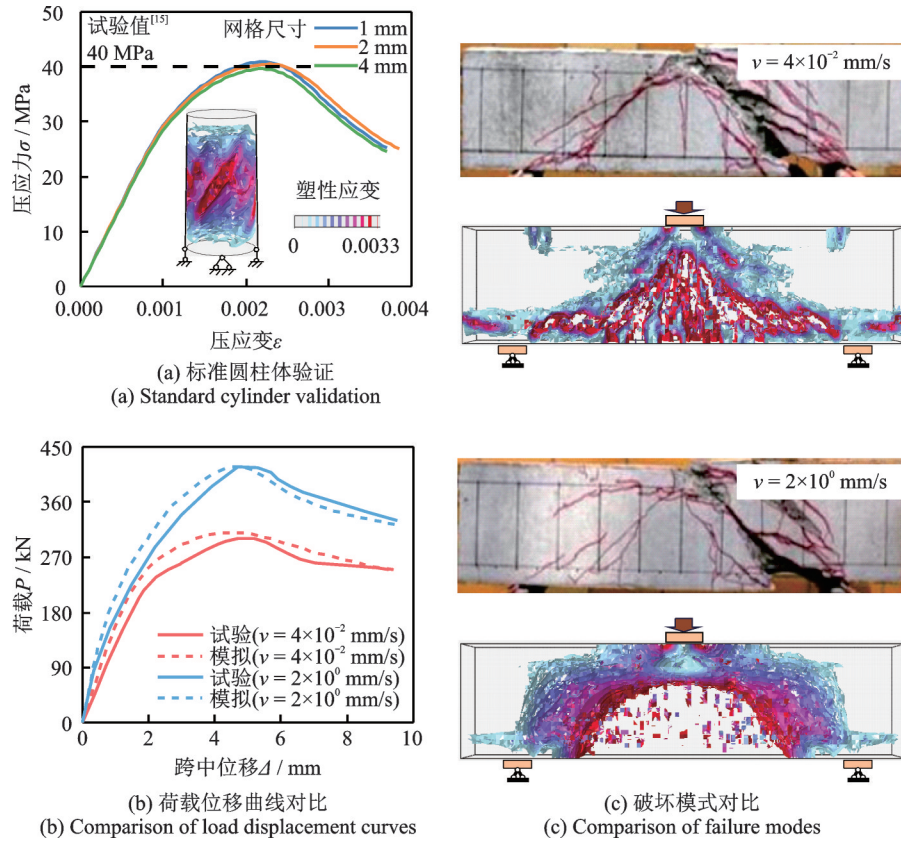 试验值[15]
40 MPa
网格尺寸
1 mm
2 mm
4 mm
50
40
30
20
10
0
压应力σ / MPa
塑性应变
0
0.0033
0.000
0.001
0.002
0.003
0.004
压应变ε
(a) 标准圆柱体验证
(a) Standard cylinder validation
450
360
270
180
90
0
荷载P / kN
试验(v = 4×10⁻² mm/s)
模拟(v = 4×10⁻² mm/s)
试验(v = 2×10⁰ mm/s)
模拟(v = 2×10⁰ mm/s)
0
2
4
6
8
10
跨中位移Δ / mm
(b) 荷载位移曲线对比
(b) Comparison of load displacement curves
v = 4×10⁻² mm/s
v = 2×10⁰ mm/s
(c) 破坏模式对比
(c) Comparison of failure modes